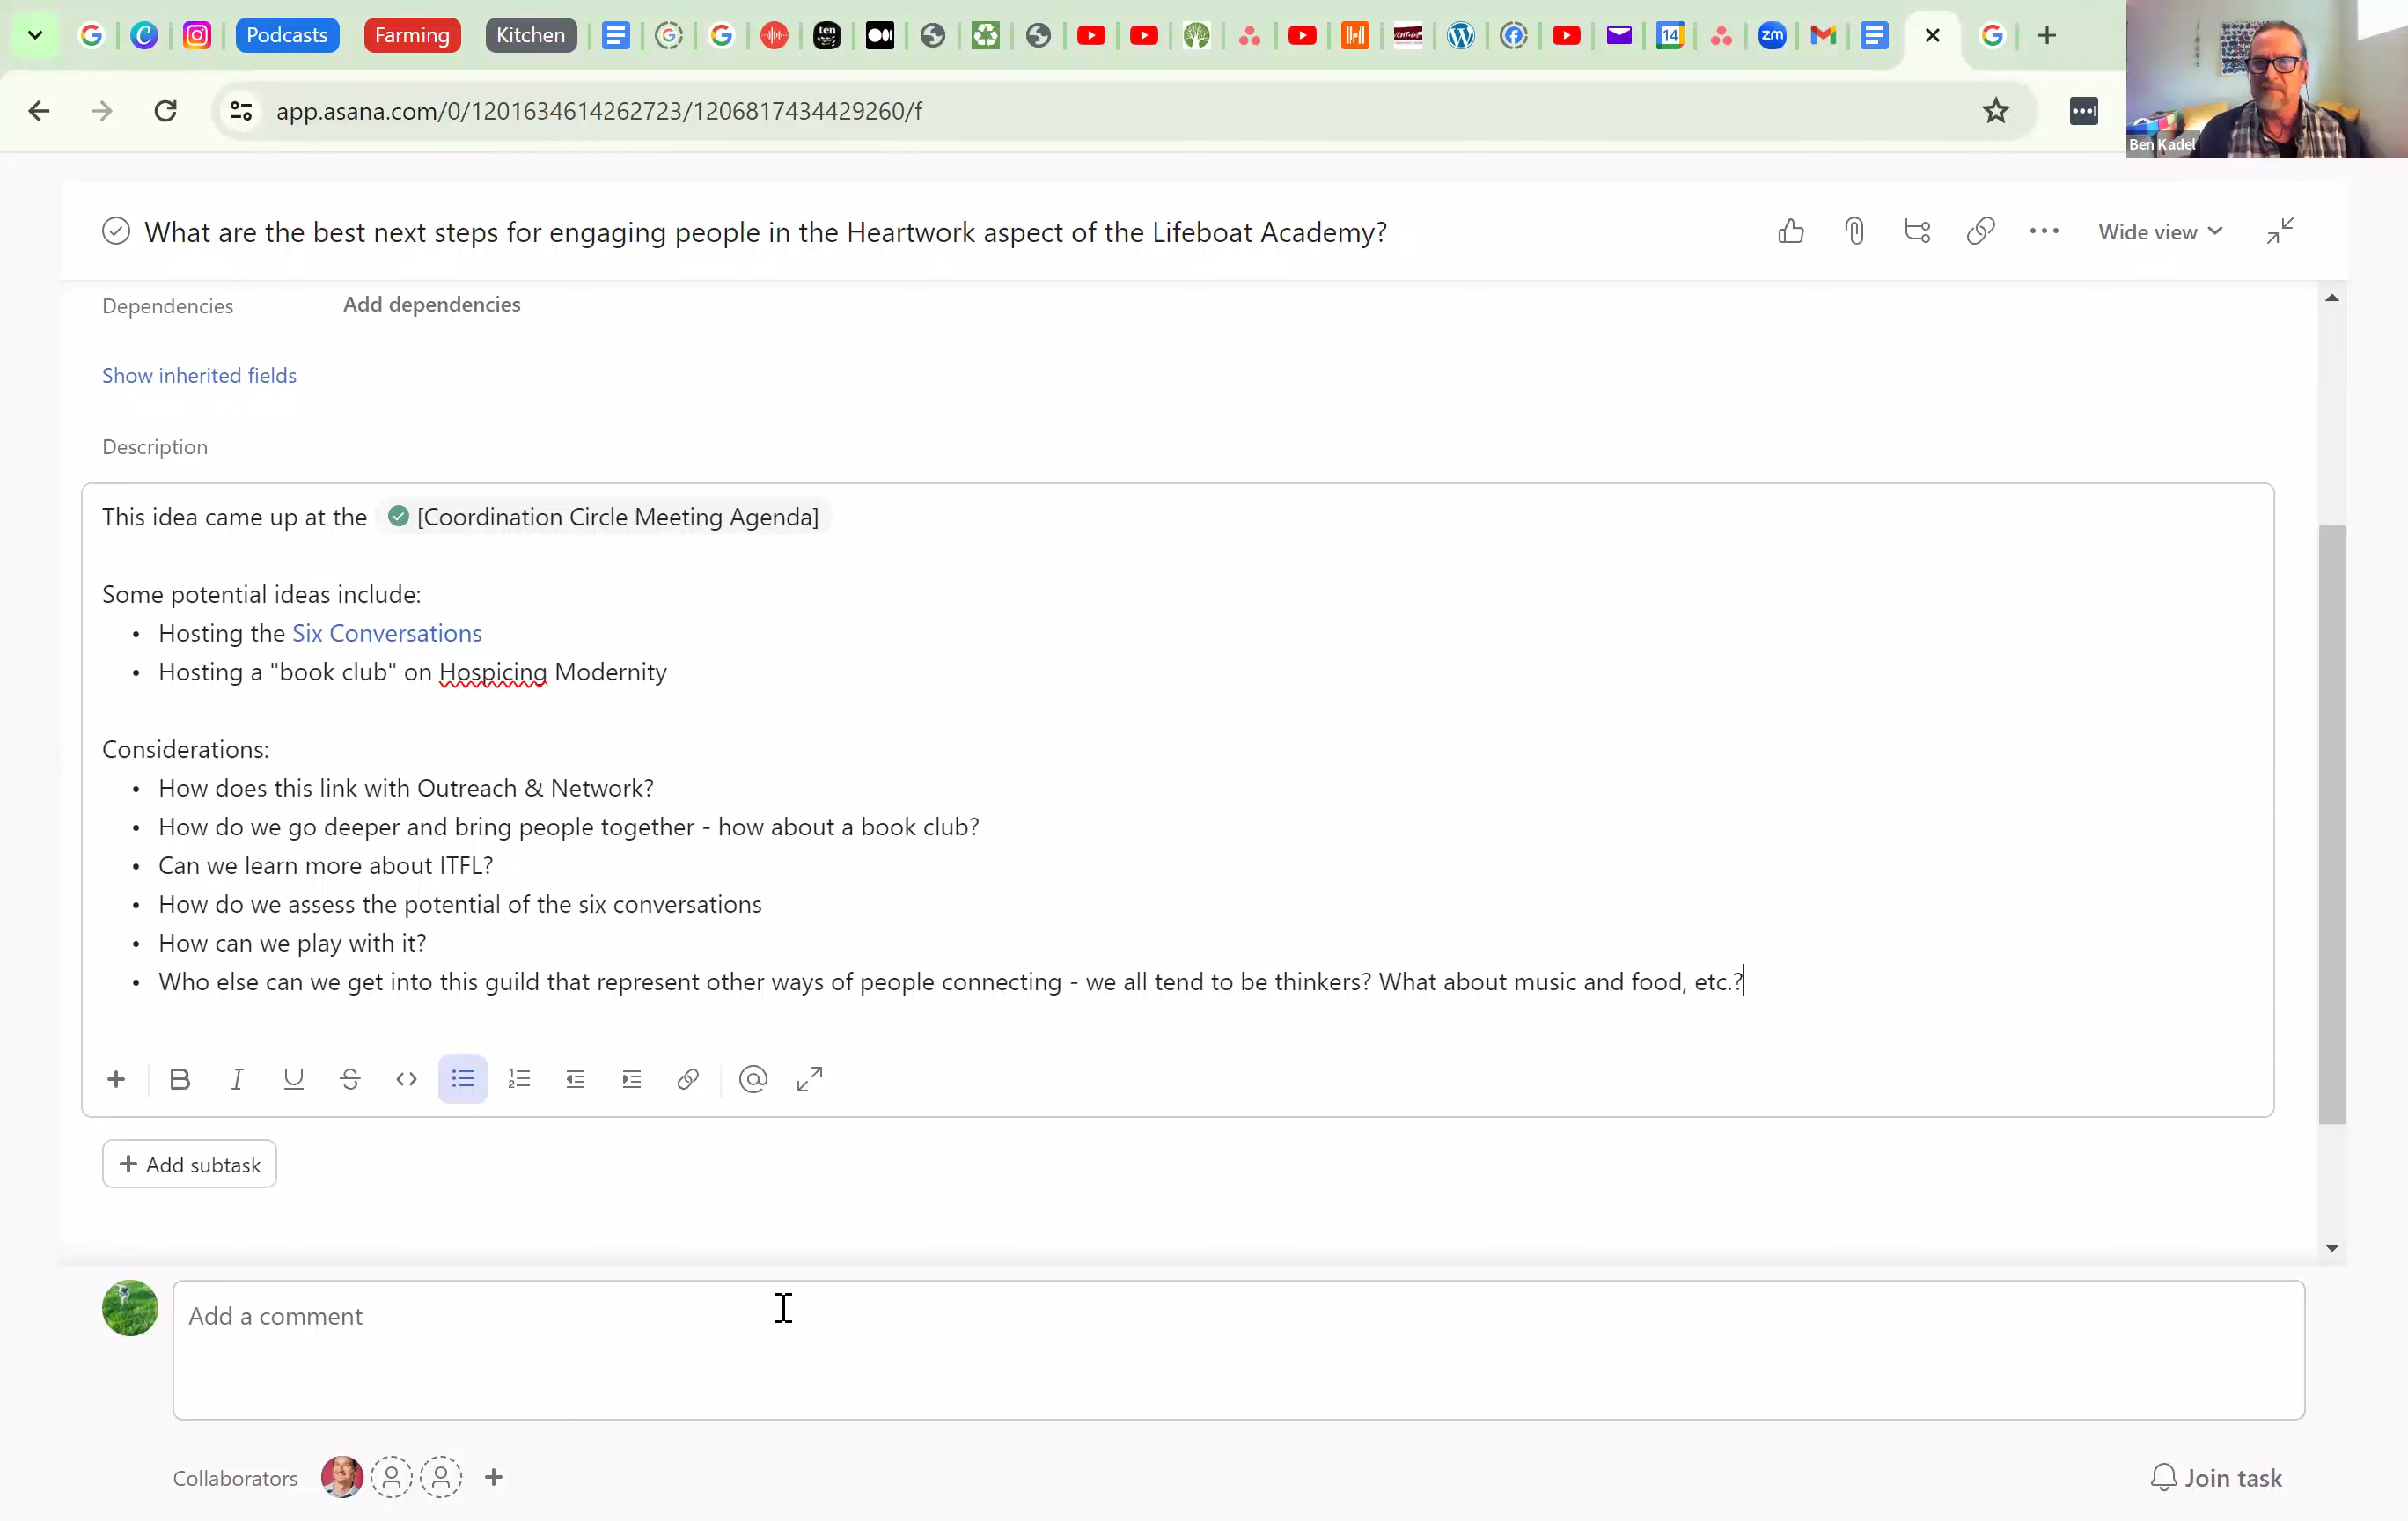 Podcasts
Farming
Kitchen
ten
14
zm
app.asana.com/0/1201634614262723/1206817434429260/f
Ben Kadel
What are the best next steps for engaging people in the Heartwork aspect of the Lifeboat Academy?
Wide view
Dependencies Add dependencies
Show inherited fields
Description
This idea came up at the [Coordination Circle Meeting Agenda]
Some potential ideas include:
• Hosting the Six Conversations
• Hosting a "book club" on Hospicing Modernity
Considerations:
• How does this link with Outreach & Network?
• How do we go deeper and bring people together - how about a book club?
• Can we learn more about ITFL?
• How do we assess the potential of the six conversations
• How can we play with it?
• Who else can we get into this guild that represent other ways of people connecting - we all tend to be thinkers? What about music and food, etc.?
+ B I U S <> @
+ Add subtask
Add a comment
Collaborators +
Join task